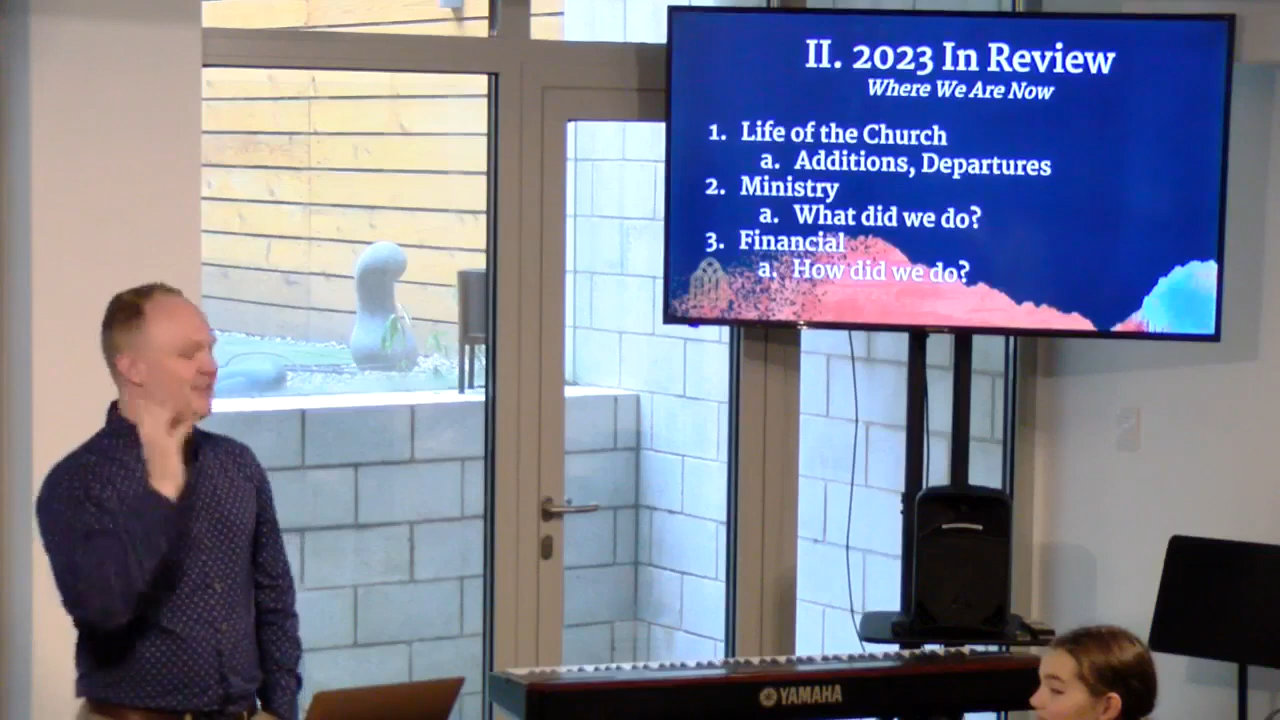 II. 2023 In Review
Where We Are Now
1. Life of the Church
a. Additions, Departures
2. Ministry
a. What did we do?
3. Financial
a. How did we do?
YAMAHA